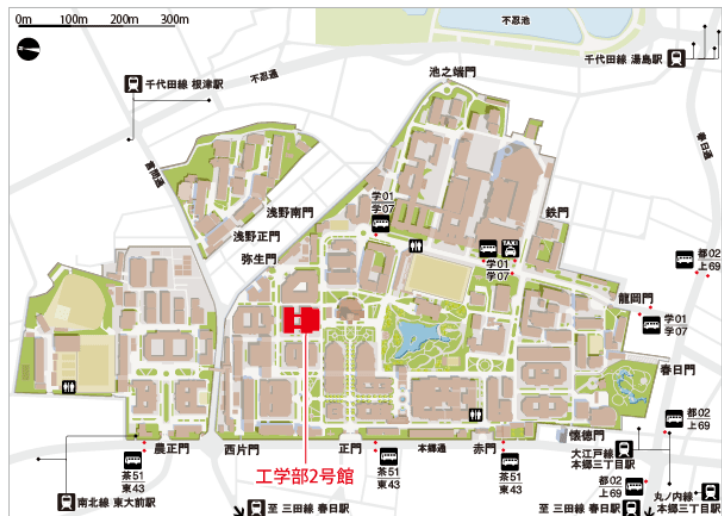 0m 100m 200m 300m
不忍池
千代田線 湯島駅
千代田線 根津駅
不忍通
池之端門
春日通
言問通
学01
学07
鉄門
浅野南門
浅野正門
弥生門
TAXI
学01
学07
都02
上69
龍岡門
学01
学07
春日門
都02
上69
農正門
西片門
正門
本郷通
赤門
懐徳門
大江戸線
本郷三丁目駅
茶51
東43
工学部2号館
茶51
東43
茶51
東43
都02
上69
丸ノ内線
本郷三丁目駅
南北線 東大前駅
至 三田線 春日駅
至 三田線 春日駅